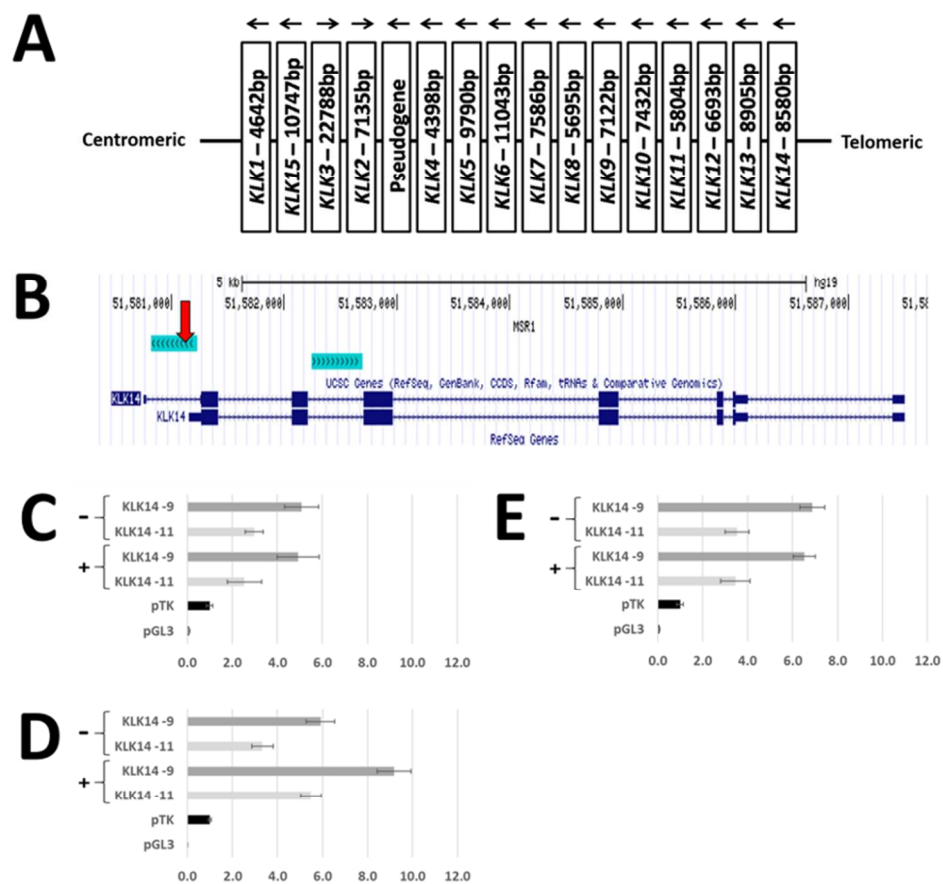 A
Centromeric
KLK1 – 4642bp
KLK15 – 10747bp
KLK3 – 22788bp
KLK2 – 7135bp
Pseudogene
KLK4 – 4398bp
KLK5 – 9790bp
KLK6 – 11043bp
KLK7 – 7586bp
KLK8 – 5695bp
KLK9 – 7122bp
KLK10 – 7432bp
KLK11 – 5804bp
KLK12 – 6693bp
KLK13 – 8905bp
KLK14 – 8580bp
Telomeric
B
5 kb hg19
51,581,000 51,582,000 51,583,000 51,584,000 51,585,000 51,586,000 51,587,000 51,58
MSR1
UCSC Genes (RefSeq, GenBank, CCDS, Rfam, tRNAs & Comparative Genomics)
KLK14
KLK14
RefSeq Genes
C
- KLK14 -9
KLK14 -11
+ KLK14 -9
KLK14 -11
pTK
pGL3
0.0 2.0 4.0 6.0 8.0 10.0 12.0
E
- KLK14 -9
KLK14 -11
+ KLK14 -9
KLK14 -11
pTK
pGL3
0.0 2.0 4.0 6.0 8.0 10.0 12.0
D
- KLK14 -9
KLK14 -11
+ KLK14 -9
KLK14 -11
pTK
pGL3
0.0 2.0 4.0 6.0 8.0 10.0 12.0